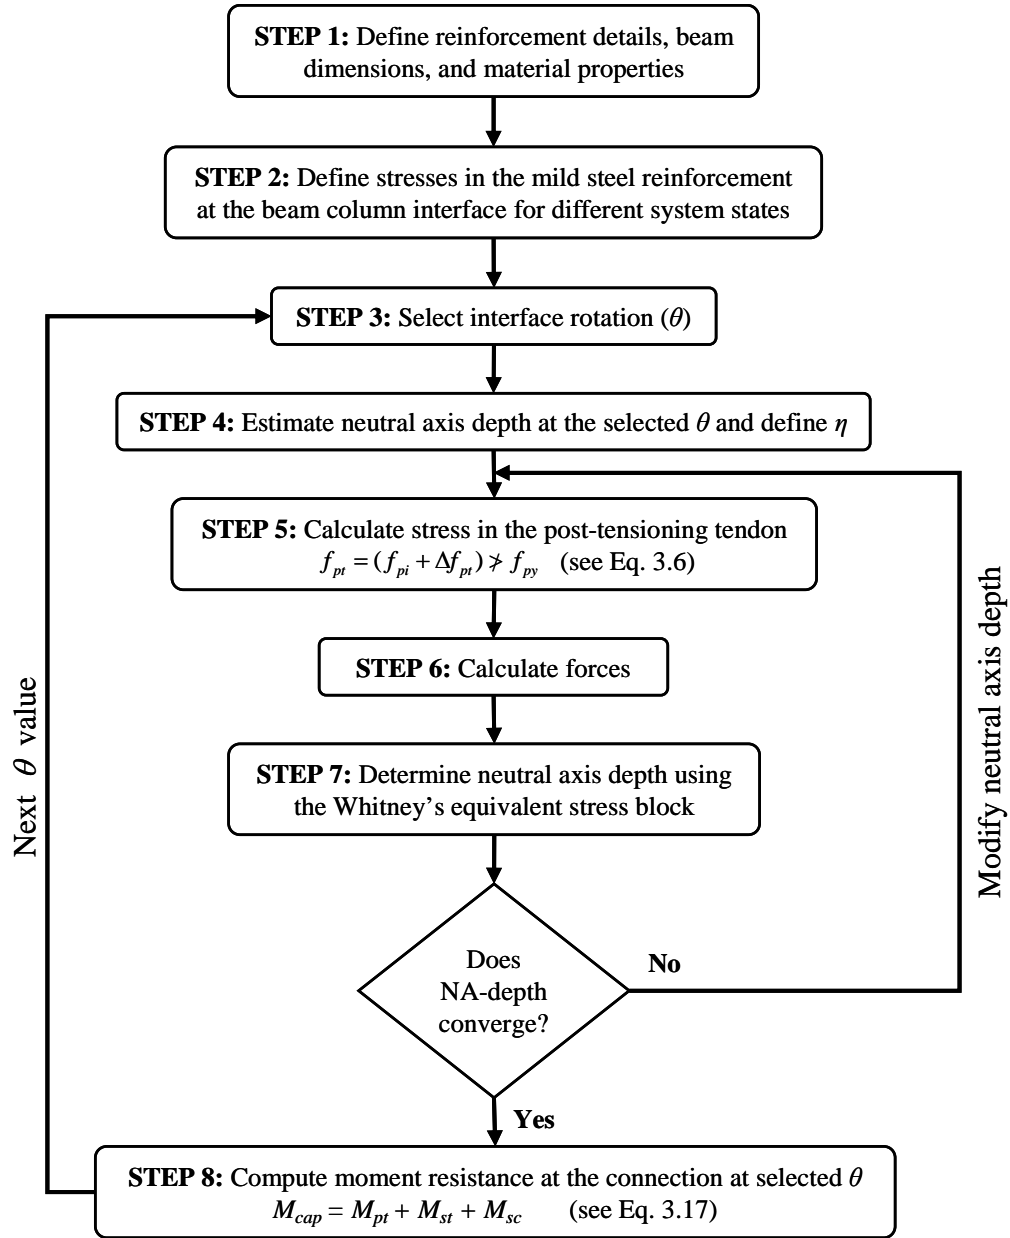 STEP 1: Define reinforcement details, beam
dimensions, and material properties
STEP 2: Define stresses in the mild steel reinforcement
at the beam column interface for different system states
STEP 3: Select interface rotation (θ)
STEP 4: Estimate neutral axis depth at the selected θ and define η
STEP 5: Calculate stress in the post-tensioning tendon
f_pt = (f_pi + Δf_pt) ≯ f_py (see Eq. 3.6)
STEP 6: Calculate forces
STEP 7: Determine neutral axis depth using
the Whitney's equivalent stress block
Does
NA-depth
converge?
No
Modify neutral axis depth
Yes
STEP 8: Compute moment resistance at the connection at selected θ
M_cap = M_pt + M_st + M_sc (see Eq. 3.17)
Next θ value